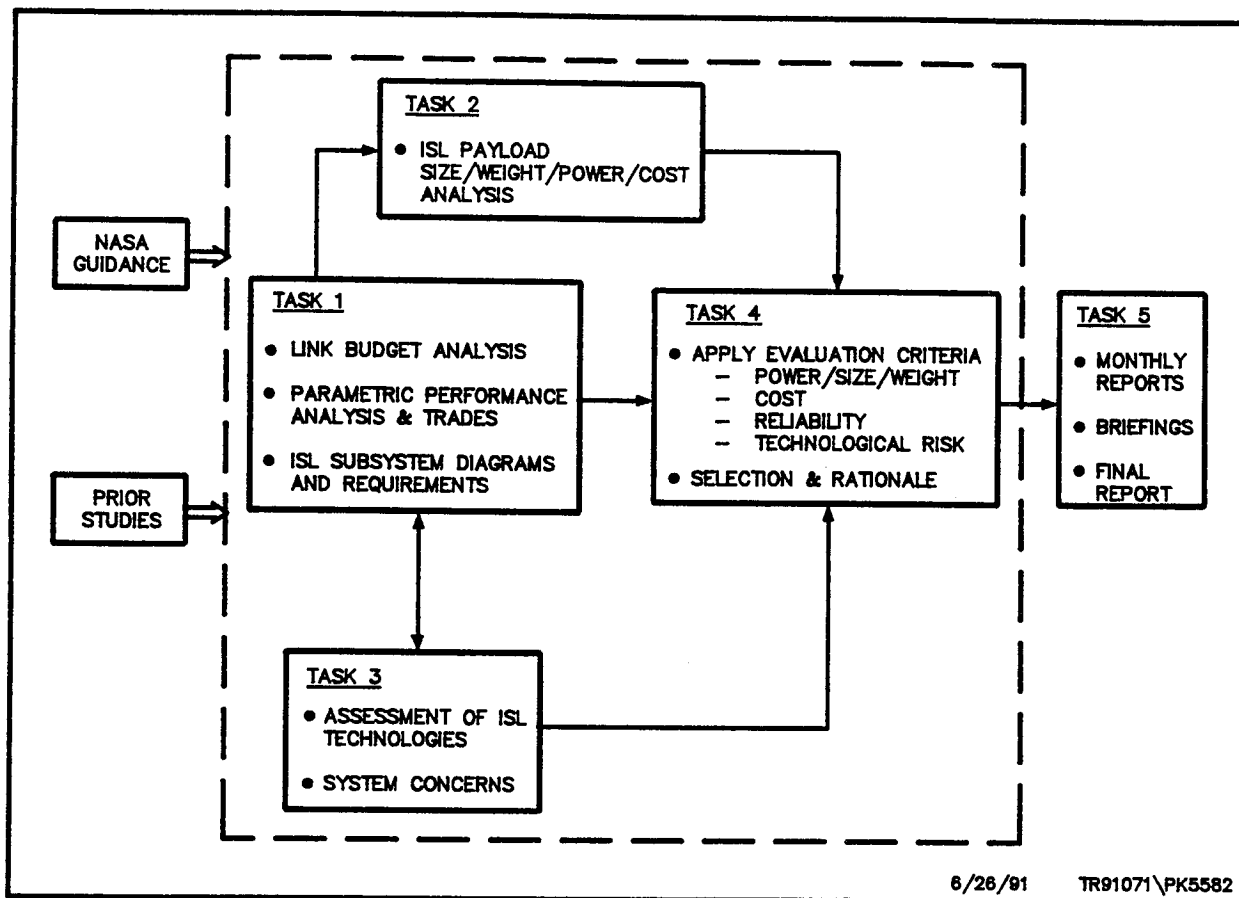 TASK 2
● ISL PAYLOAD
SIZE/WEIGHT/POWER/COST
ANALYSIS
NASA
GUIDANCE
PRIOR
STUDIES
TASK 1
● LINK BUDGET ANALYSIS
● PARAMETRIC PERFORMANCE
ANALYSIS & TRADES
● ISL SUBSYSTEM DIAGRAMS
AND REQUIREMENTS
TASK 4
● APPLY EVALUATION CRITERIA
– POWER/SIZE/WEIGHT
– COST
– RELIABILITY
– TECHNOLOGICAL RISK
● SELECTION & RATIONALE
TASK 5
● MONTHLY
REPORTS
● BRIEFINGS
● FINAL
REPORT
TASK 3
● ASSESSMENT OF ISL
TECHNOLOGIES
● SYSTEM CONCERNS
6/26/91 TR91071\PK5582